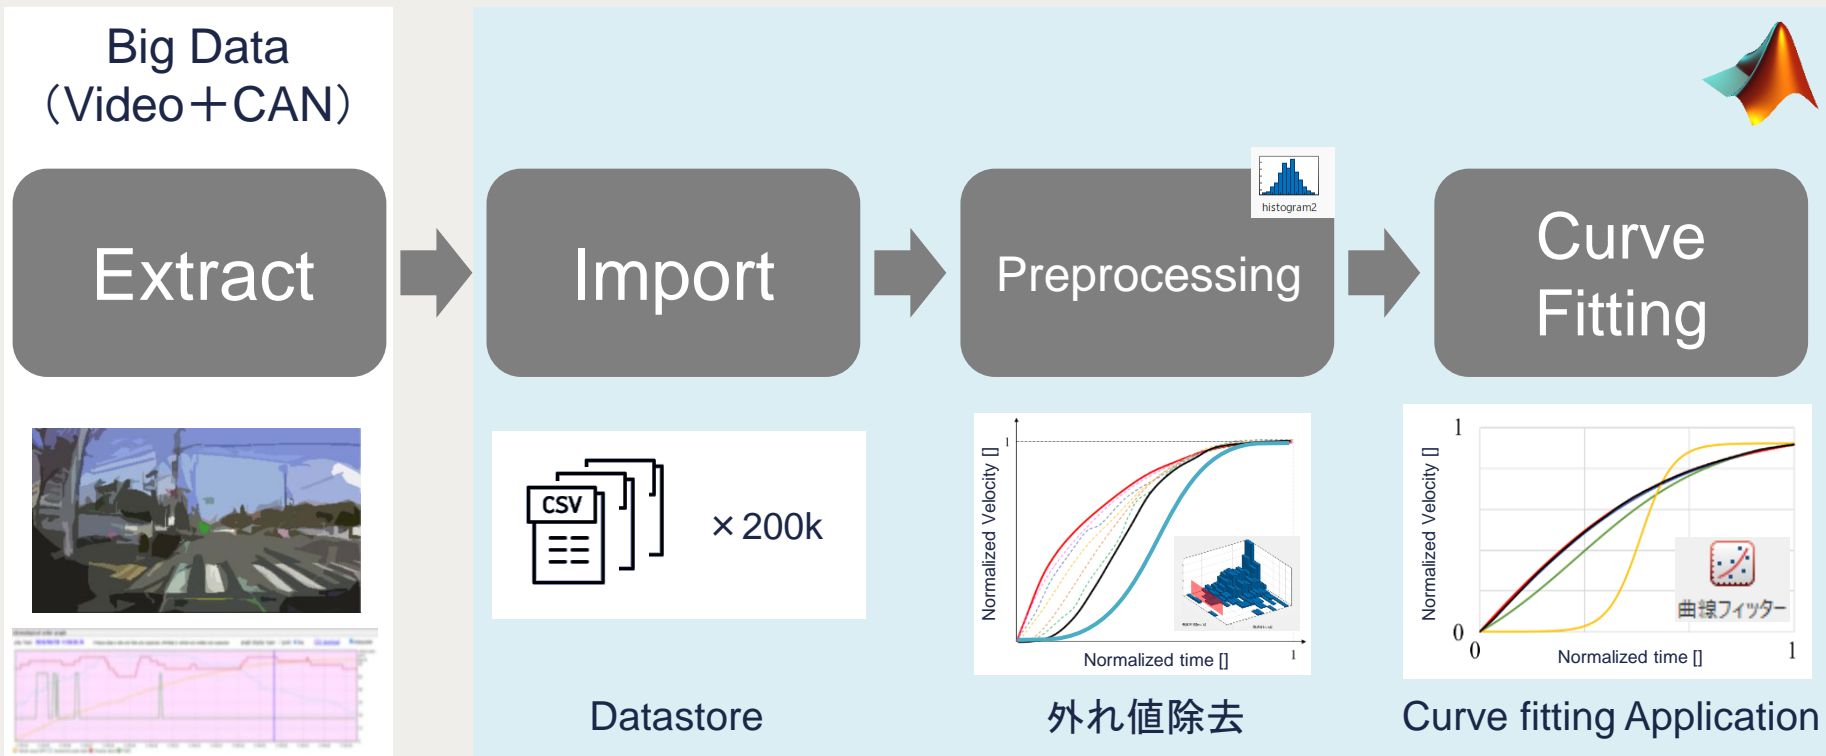 Big Data
（Video＋CAN）
Extract
Import
histogram2
Preprocessing
Curve
Fitting
CSV
×200k
1
Normalized Velocity []
Normalized time []
1
1
Normalized Velocity []
曲線フィッター
0
0
Normalized time []
1
Datastore
外れ値除去
Curve fitting Application